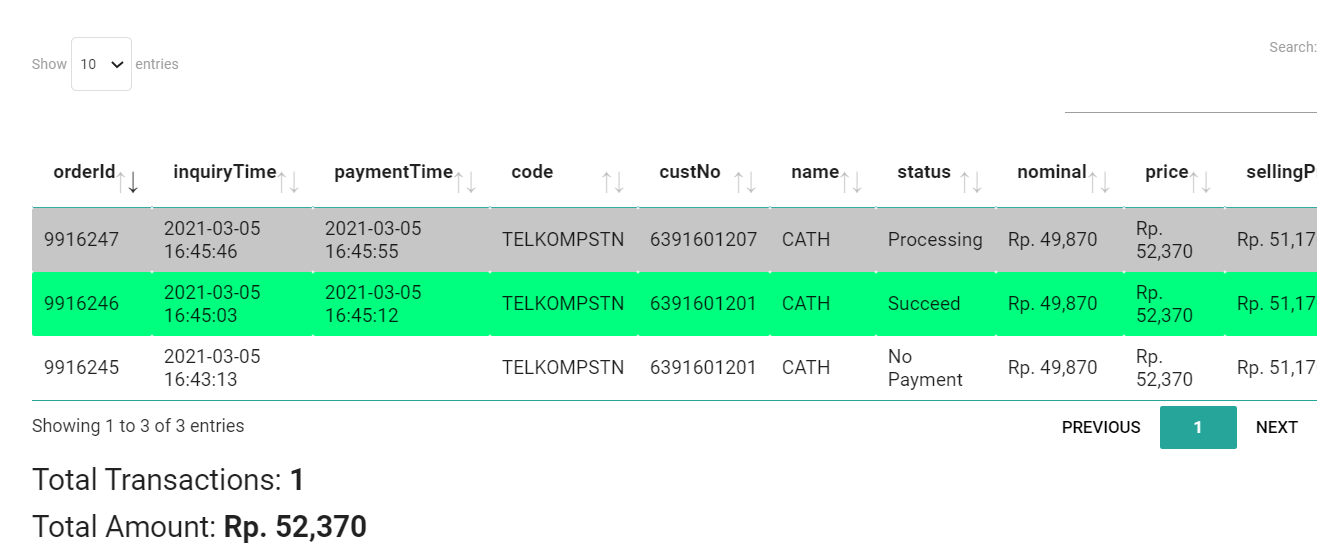 Search:
Show 10 entries
orderId inquiryTime paymentTime code custNo name status nominal price sellingP
9916247 2021-03-05 16:45:46 2021-03-05 16:45:55 TELKOMPSTN 6391601207 CATH Processing Rp. 49,870 Rp. 52,370 Rp. 51,17
9916246 2021-03-05 16:45:03 2021-03-05 16:45:12 TELKOMPSTN 6391601201 CATH Succeed Rp. 49,870 Rp. 52,370 Rp. 51,17
9916245 2021-03-05 16:43:13 TELKOMPSTN 6391601201 CATH No Payment Rp. 49,870 Rp. 52,370 Rp. 51,17
Showing 1 to 3 of 3 entries PREVIOUS 1 NEXT
Total Transactions: 1
Total Amount: Rp. 52,370